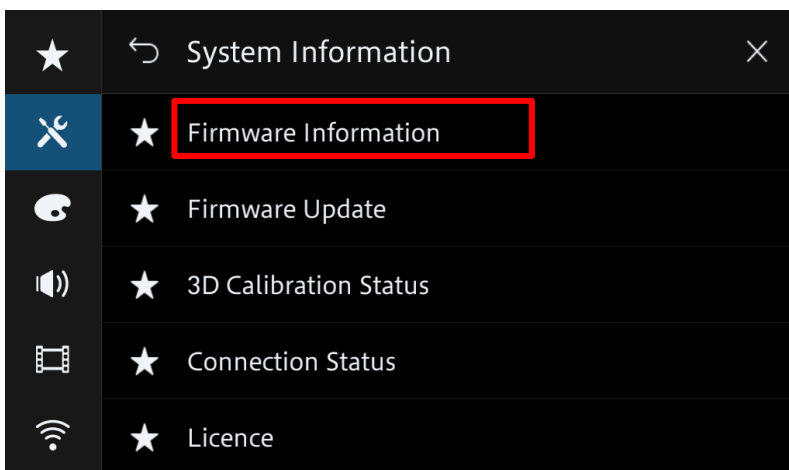 System Information
Firmware Information
Firmware Update
3D Calibration Status
Connection Status
Licence